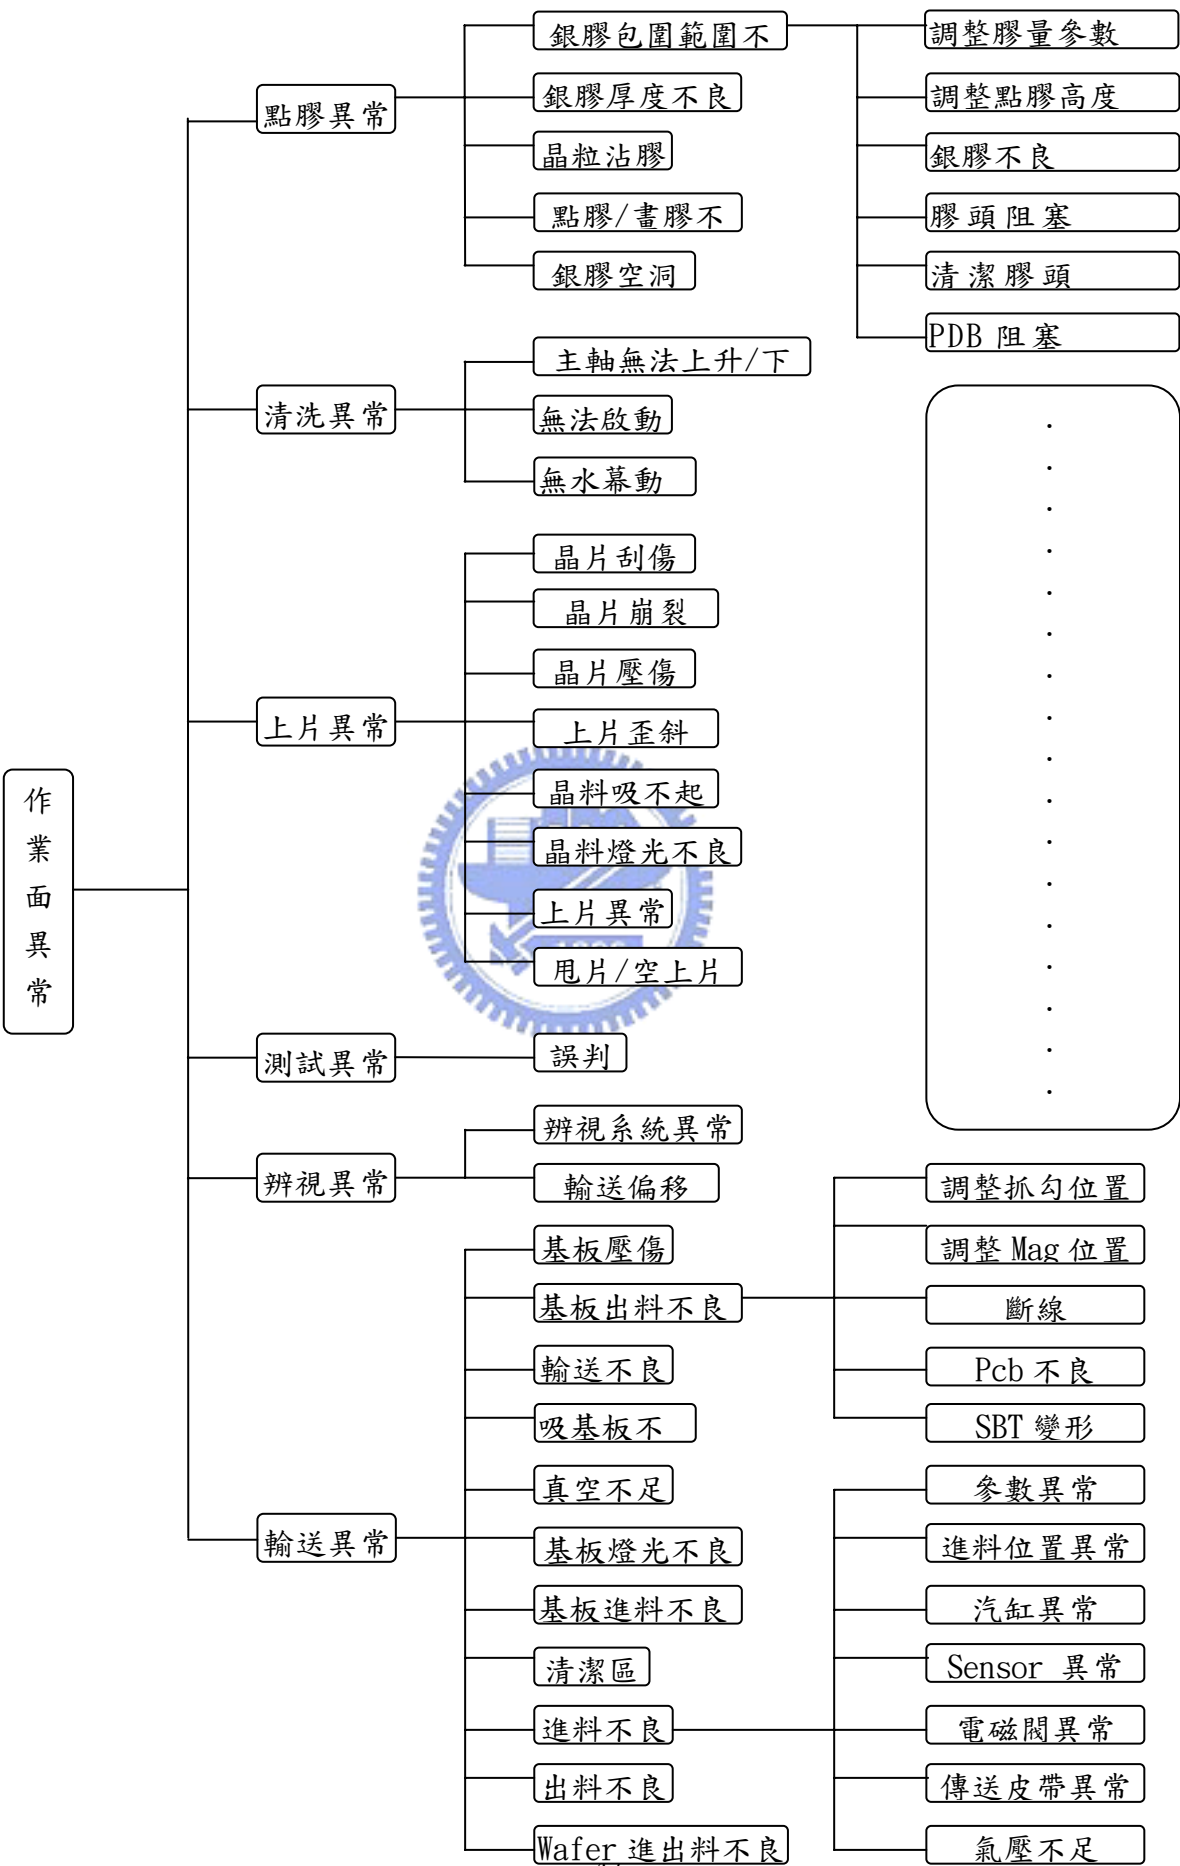 作業面異常
點膠異常
銀膠包圍範圍不
銀膠厚度不良
晶粒沾膠
點膠/畫膠不
銀膠空洞
調整膠量參數
調整點膠高度
銀膠不良
膠頭阻塞
清潔膠頭
PDB 阻塞
清洗異常
主軸無法上升/下
無法啟動
無水幕動
上片異常
晶片刮傷
晶片崩裂
晶片壓傷
上片歪斜
晶料吸不起
晶料燈光不良
上片異常
甩片/空上片
測試異常
誤判
辨視異常
辨視系統異常
輸送偏移
輸送異常
基板壓傷
基板出料不良
輸送不良
吸基板不
真空不足
基板燈光不良
基板進料不良
清潔區
進料不良
出料不良
Wafer 進出料不良
調整抓勾位置
調整 Mag 位置
斷線
Pcb 不良
SBT 變形
參數異常
進料位置異常
汽缸異常
Sensor 異常
電磁閥異常
傳送皮帶異常
氣壓不足